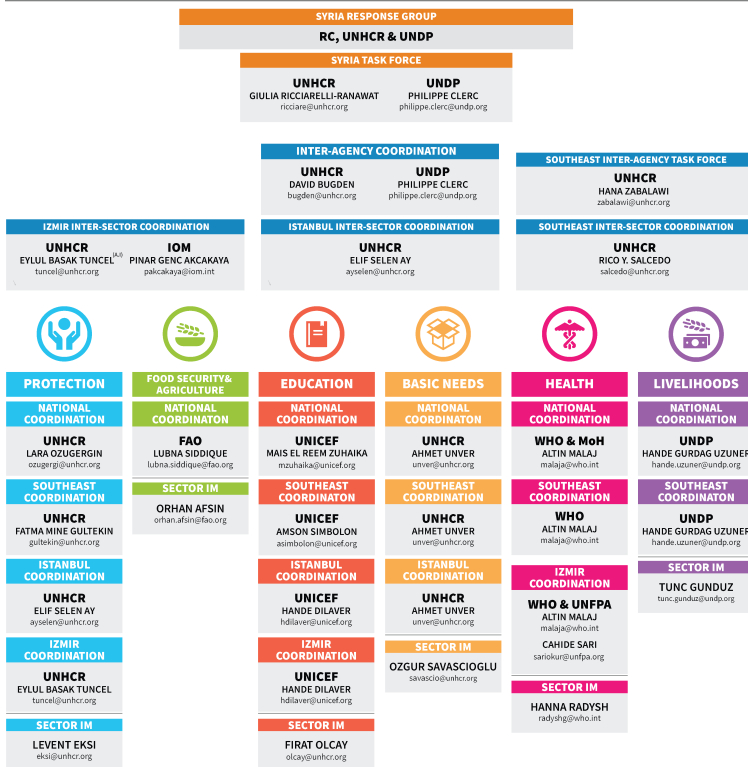 SYRIA RESPONSE GROUP
RC, UNHCR & UNDP
SYRIA TASK FORCE
UNHCR
GIULIA RICCIARELLI-RANAWAT
ricciare@unhcr.org
UNDP
PHILIPPE CLERC
philippe.clerc@undp.org
INTER-AGENCY COORDINATION
UNHCR
DAVID BUGDEN
bugden@unhcr.org
UNDP
PHILIPPE CLERC
philippe.clerc@undp.org
SOUTHEAST INTER-AGENCY TASK FORCE
UNHCR
HANA ZABALAWI
zabalawi@unhcr.org
IZMIR INTER-SECTOR COORDINATION
UNHCR
EYLUL BASAK TUNCEL(A.I)
tuncel@unhcr.org
IOM
PINAR GENC AKCAKAYA
pakcakaya@iom.int
ISTANBUL INTER-SECTOR COORDINATION
UNHCR
ELIF SELEN AY
ayselen@unhcr.org
SOUTHEAST INTER-SECTOR COORDINATION
UNHCR
RICO Y. SALCEDO
salcedo@unhcr.org
PROTECTION
NATIONAL
COORDINATION
UNHCR
LARA OZUGERGIN
ozugergi@unhcr.org
SOUTHEAST
COORDINATION
UNHCR
FATMA MINE GULTEKIN
gultekin@unhcr.org
ISTANBUL
COORDINATION
UNHCR
ELIF SELEN AY
ayselen@unhcr.org
IZMIR
COORDINATION
UNHCR
EYLUL BASAK TUNCEL
tuncel@unhcr.org
SECTOR IM
LEVENT EKSI
eksi@unhcr.org
FOOD SECURITY&
AGRICULTURE
NATIONAL
COORDINATON
FAO
LUBNA SIDDIQUE
lubna.siddique@fao.org
SECTOR IM
ORHAN AFSIN
orhan.afsin@fao.org
EDUCATION
NATIONAL
COORDINATION
UNICEF
MAIS EL REEM ZUHAIKA
mzuhaika@unicef.org
SOUTHEAST
COORDINATON
UNICEF
AMSON SIMBOLON
asimbolon@unicef.org
ISTANBUL
COORDINATION
UNICEF
HANDE DILAVER
hdilaver@unicef.org
IZMIR
COORDINATION
UNICEF
HANDE DILAVER
hdilaver@unicef.org
SECTOR IM
FIRAT OLCAY
olcay@unhcr.org
BASIC NEEDS
NATIONAL
COORDINATION
UNHCR
AHMET UNVER
unver@unhcr.org
SOUTHEAST
COORDINATON
UNHCR
AHMET UNVER
unver@unhcr.org
ISTANBUL
COORDINATION
UNHCR
AHMET UNVER
unver@unhcr.org
SECTOR IM
OZGUR SAVASCIOGLU
savascio@unhcr.org
HEALTH
NATIONAL
COORDINATION
WHO & MoH
ALTIN MALAJ
malaja@who.int
SOUTHEAST
COORDINATION
WHO
ALTIN MALAJ
malaja@who.int
IZMIR
COORDINATION
WHO & UNFPA
ALTIN MALAJ
malaja@who.int
CAHIDE SARI
sariokur@unfpa.org
SECTOR IM
HANNA RADYSH
radyshg@who.int
LIVELIHOODS
NATIONAL
COORDINATION
UNDP
HANDE GURDAG UZUNER
hande.uzuner@undp.org
SOUTHEAST
COORDINATON
UNDP
HANDE GURDAG UZUNER
hande.uzuner@undp.org
SECTOR IM
TUNC GUNDUZ
tunc.gunduz@undp.org